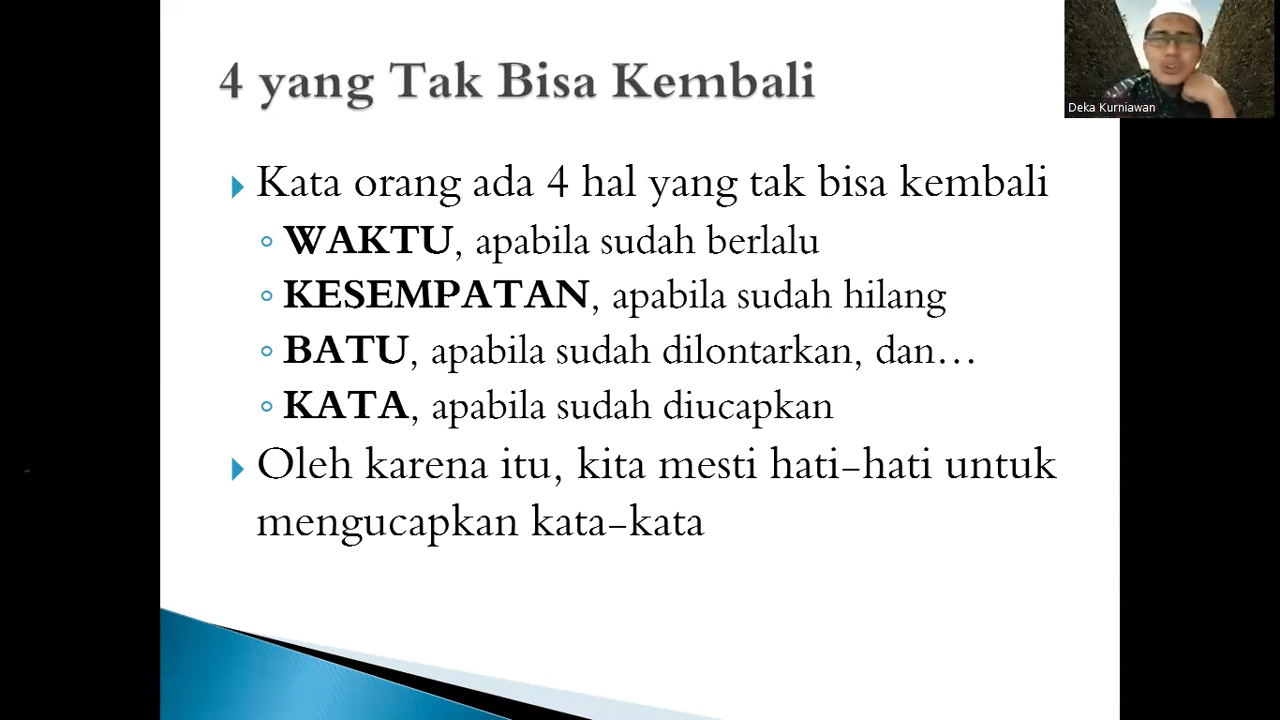 4 yang Tak Bisa Kembali
Deka Kurniawan
Kata orang ada 4 hal yang tak bisa kembali
WAKTU, apabila sudah berlalu
KESEMPATAN, apabila sudah hilang
BATU, apabila sudah dilontarkan, dan...
KATA, apabila sudah diucapkan
Oleh karena itu, kita mesti hati-hati untuk
mengucapkan kata-kata